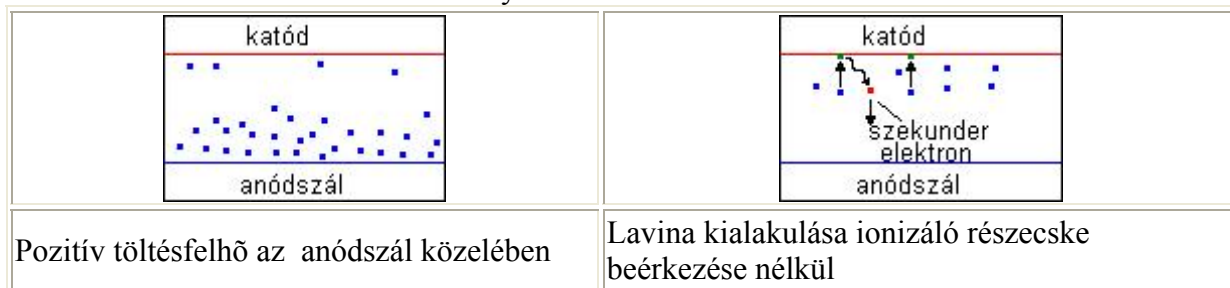 katód
anódszál
Pozitív töltésfelhõ az anódszál közelében
katód
szekunder
elektron
anódszál
Lavina kialakulása ionizáló részecske
beérkezése nélkül